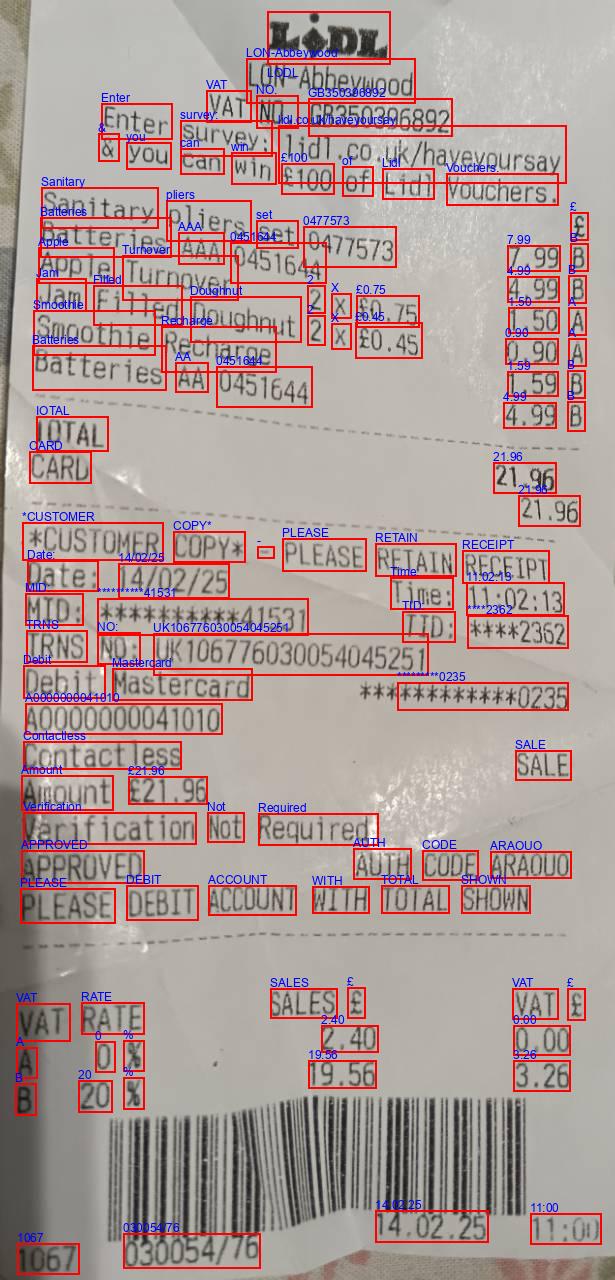 LiDL
LON-Abbeywood
VAT NO. GB350396892
Enter survey: lidl.co.uk/haveyoursay
& you can win £100 of Lidl Vouchers.
£
Sanitary pliers set 0477573 7.99 B
Batteries AAA 0451644 4.99 B
Apple Turnover 2 X £0.75 1.50 A
Jam Filled Doughnut 2 X £0.45 0.90 A
Smoothie Recharge 1.59 B
Batteries AA 0451644 4.99 B
TOTAL 21.96
CARD 21.96
*CUSTOMER COPY* - PLEASE RETAIN RECEIPT
Date: 14/02/25 Time: 11:02:13
MID: **********41531 TID: ****2362
TRNS NO: UK106776030054045251
Debit Mastercard ************0235
A0000000041010
Contactless SALE
Amount £21.96
Verification Not Required
APPROVED AUTH CODE ARAOUO
PLEASE DEBIT ACCOUNT WITH TOTAL SHOWN
VAT RATE SALES £ VAT £
A 0 % 2.40 0.00
B 20 % 19.56 3.26
1067 030054/76 14.02.25 11:00